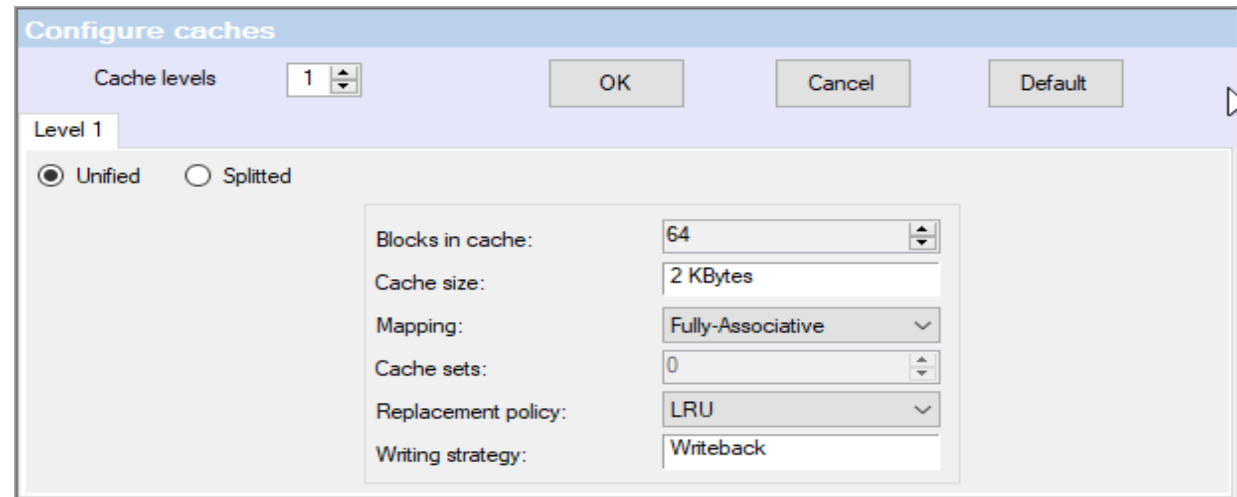 Configure caches
Cache levels 1 OK Cancel Default
Level 1
Unified Splitted
Blocks in cache: 64
Cache size: 2 KBytes
Mapping: Fully-Associative
Cache sets: 0
Replacement policy: LRU
Writing strategy: Writeback